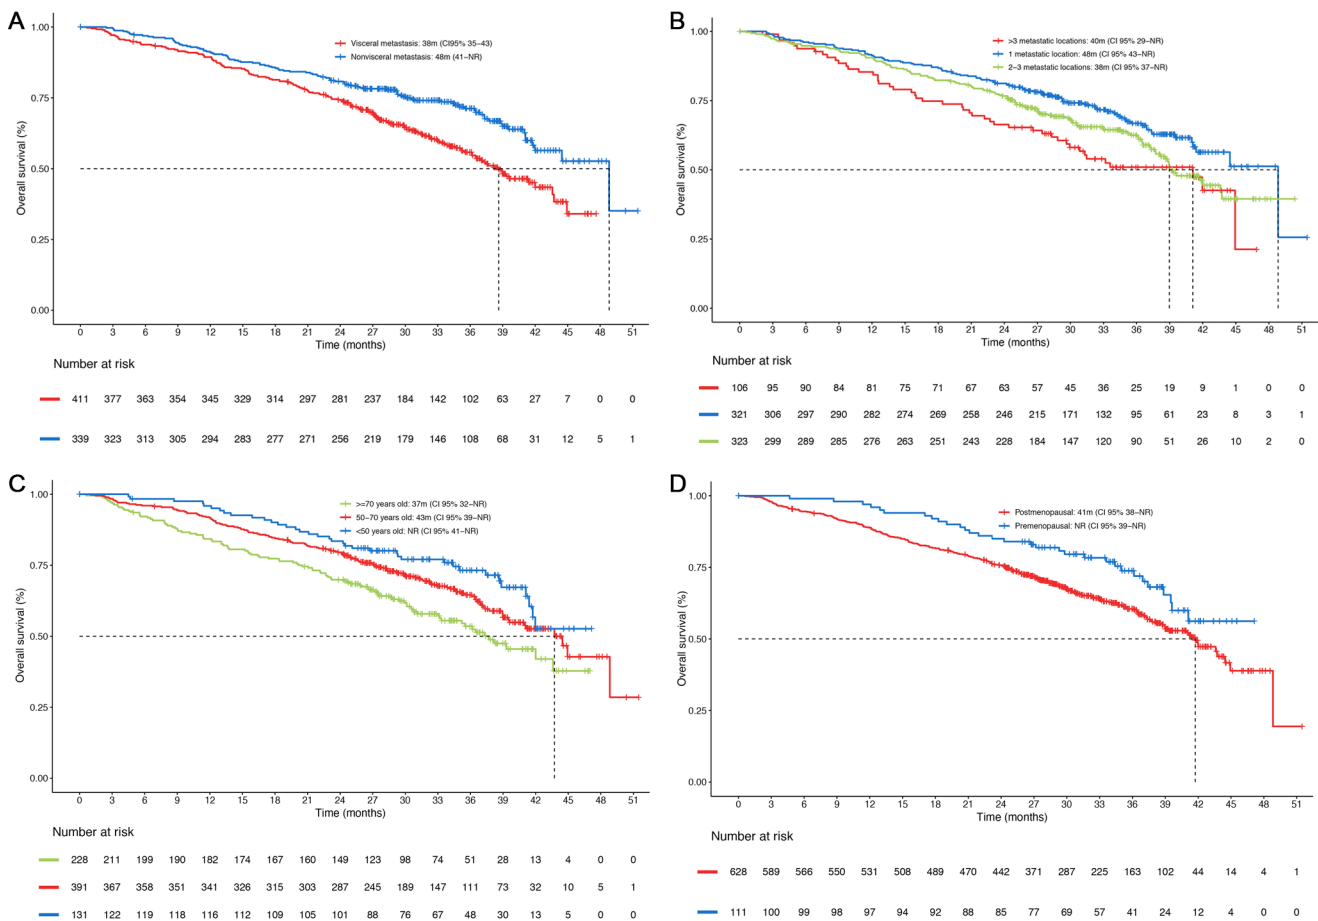 A
Visceral metastasis: 38m (CI95% 35–43)
Nonvisceral metastasis: 48m (41–NR)
Overall survival (%)
1.00
0.75
0.50
0.25
0.00
0 3 6 9 12 15 18 21 24 27 30 33 36 39 42 45 48 51
Time (months)
Number at risk
411 377 363 354 345 329 314 297 281 237 184 142 102 63 27 7 0 0
339 323 313 305 294 283 277 271 256 219 179 146 108 68 31 12 5 1
B
>3 metastatic locations: 40m (CI 95% 29–NR)
1 metastatic location: 48m (CI 95% 43–NR)
2–3 metastatic locations: 38m (CI 95% 37–NR)
Overall survival (%)
1.00
0.75
0.50
0.25
0.00
0 3 6 9 12 15 18 21 24 27 30 33 36 39 42 45 48 51
Time (months)
Number at risk
106 95 90 84 81 75 71 67 63 57 45 36 25 19 9 1 0 0
321 306 297 290 282 274 269 258 246 215 171 132 95 61 23 8 3 1
323 299 289 285 276 263 251 243 228 184 147 120 90 51 26 10 2 0
C
>=70 years old: 37m (CI 95% 32–NR)
50–70 years old: 43m (CI 95% 39–NR)
<50 years old: NR (CI 95% 41–NR)
Overall survival (%)
1.00
0.75
0.50
0.25
0.00
0 3 6 9 12 15 18 21 24 27 30 33 36 39 42 45 48 51
Time (months)
Number at risk
228 211 199 190 182 174 167 160 149 123 98 74 51 28 13 4 0 0
391 367 358 351 341 326 315 303 287 245 189 147 111 73 32 10 5 1
131 122 119 118 116 112 109 105 101 88 76 67 48 30 13 5 0 0
D
Postmenopausal: 41m (CI 95% 38–NR)
Premenopausal: NR (CI 95% 39–NR)
Overall survival (%)
1.00
0.75
0.50
0.25
0.00
0 3 6 9 12 15 18 21 24 27 30 33 36 39 42 45 48 51
Time (months)
Number at risk
628 589 566 550 531 508 489 470 442 371 287 225 163 102 44 14 4 1
111 100 99 98 97 94 92 88 85 77 69 57 41 24 12 4 0 0